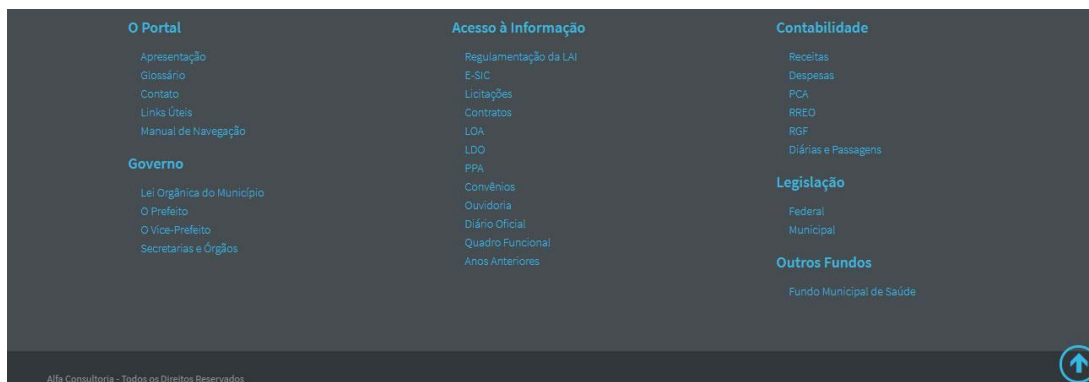 O Portal
Apresentação
Glossário
Contato
Links Úteis
Manual de Navegação
Governo
Lei Orgânica do Município
O Prefeito
O Vice-Prefeito
Secretarias e Órgãos
Acesso à Informação
Regulamentação da LAI
E-SIC
Licitações
Contratos
LOA
LDO
PPA
Convênios
Ouvidoria
Diário Oficial
Quadro Funcional
Anos Anteriores
Contabilidade
Receitas
Despesas
PCA
RREO
RGF
Diárias e Passagens
Legislação
Federal
Municipal
Outros Fundos
Fundo Municipal de Saúde
Alfa Consultoria - Todos os Direitos Reservados